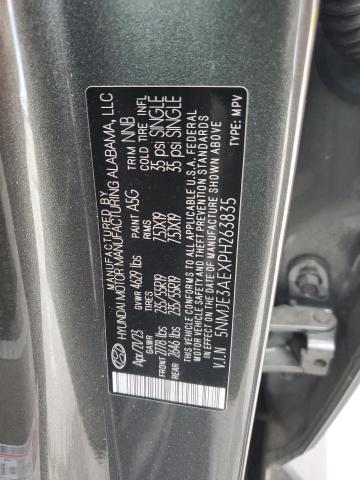 MANUFACTURED BY
HYUNDAI MOTOR MANUFACTURING ALABAMA, LLC
Apr/21/23 GVWR 4629 lbs PAINT A5G TRIM NNB
GAWR TIRES RIMS COLD TIRE INFL
FRONT 2778 lbs 235/55R19 7.5JX19 35 psi SINGLE
REAR 2646 lbs 235/55R19 7.5JX19 35 psi SINGLE
THIS VEHICLE CONFORMS TO ALL APPLICABLE U.S.A. FEDERAL
MOTOR VEHICLE SAFETY, BUMPER, AND THEFT PREVENTION
STANDARDS IN EFFECT ON THE DATE OF MANUFACTURE SHOWN ABOVE
V.I.N 5NMJE3AEXPH263835 TYPE: MPV